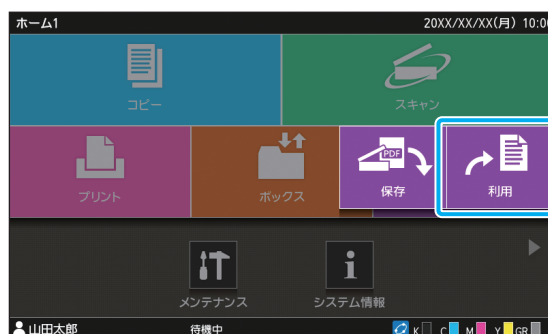 ホーム1
20XX/XX/XX(月) 10:00
コピー
スキャン
プリント
ボックス
PDF
保存
利用
メンテナンス
システム情報
山田太郎
待機中
K C M Y GR